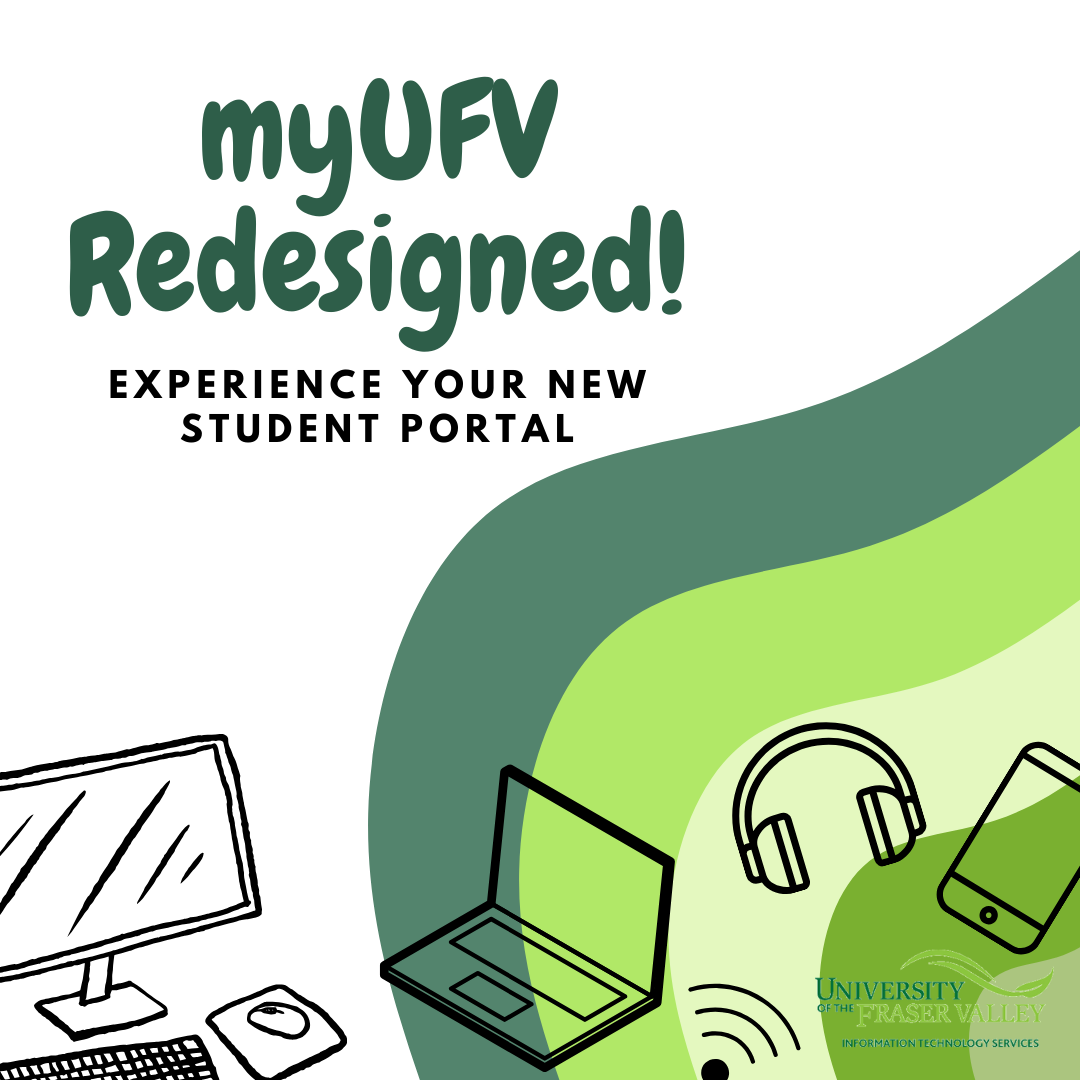 myUFV
Redesigned!
EXPERIENCE YOUR NEW
STUDENT PORTAL
UNIVERSITY
OF THE FRASER VALLEY
INFORMATION TECHNOLOGY SERVICES